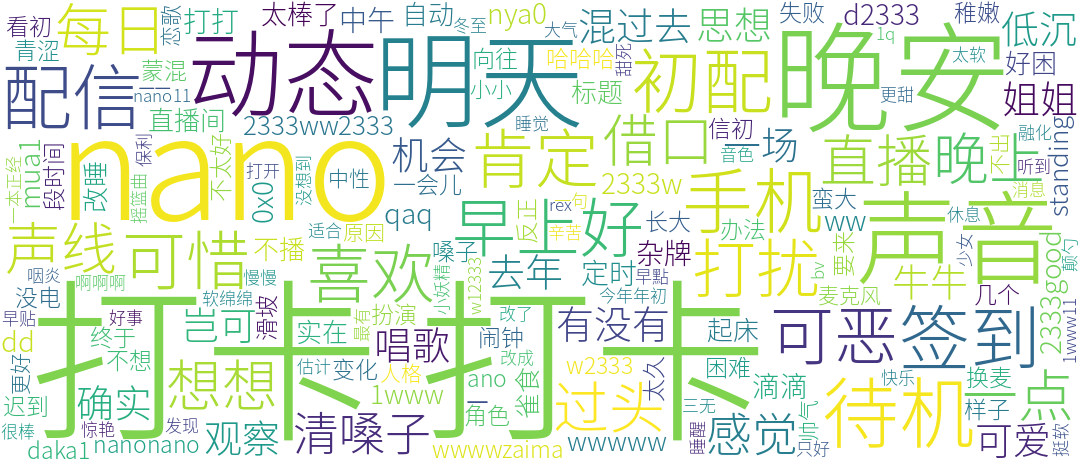 看初
恋歌
打打
每日
太棒了
中午
自动
冬至
nya0
大气
混过去
思想
失败
d2333
1q
稚嫩
低沉
青涩
蒙混
动态
明天
向往
哈哈哈
甜死
初配
晚安
太软
好困
配信
nano11
小小
标题
更甜
姐姐
直播间
2333ww2333
睡觉
信初
融化
mua1
保利
nano
机会
肯定
借口
音色
一场
直播
晚上
不出
听到
standing
一本正经
段时间
改睡
摇篮曲
不太好
打开
0x0
中性
一会儿
没想到
2333w
手机
蛮大
消息
声音
qaq
早上好
rex
句
适合
原因
反正
辛苦
长大
办法
ww
休息
声线
可惜
不播
喜欢
嗓子
去年
杂牌
打扰
要来
少女
2333good
颠勺
咽炎
没电
啊啊啊
慢慢
小妖精
w12333
定时
早點
bv
牛牛
早贴
好事
软绵绵
最有
改了
今年年初
麦克风
几个
1www11
dd
终于
岂可
滑坡
实在
扮演
闹钟
有没有
起床
可恶
签到
打卡
打卡
更好
不想
估计
变化
唱歌
人格
改成
雀食
w2333
困难
快乐
换麦
一点
迟到
确实
想想
1www
ano
一一
太久
过头
滴滴
待机
样子
很棒
惊艳
发现
观察
清嗓子
角色
三无
感觉
帅气
可爱
挺软
daka1
nanonano
wwwwzaima
wwwww
睡醒
只好